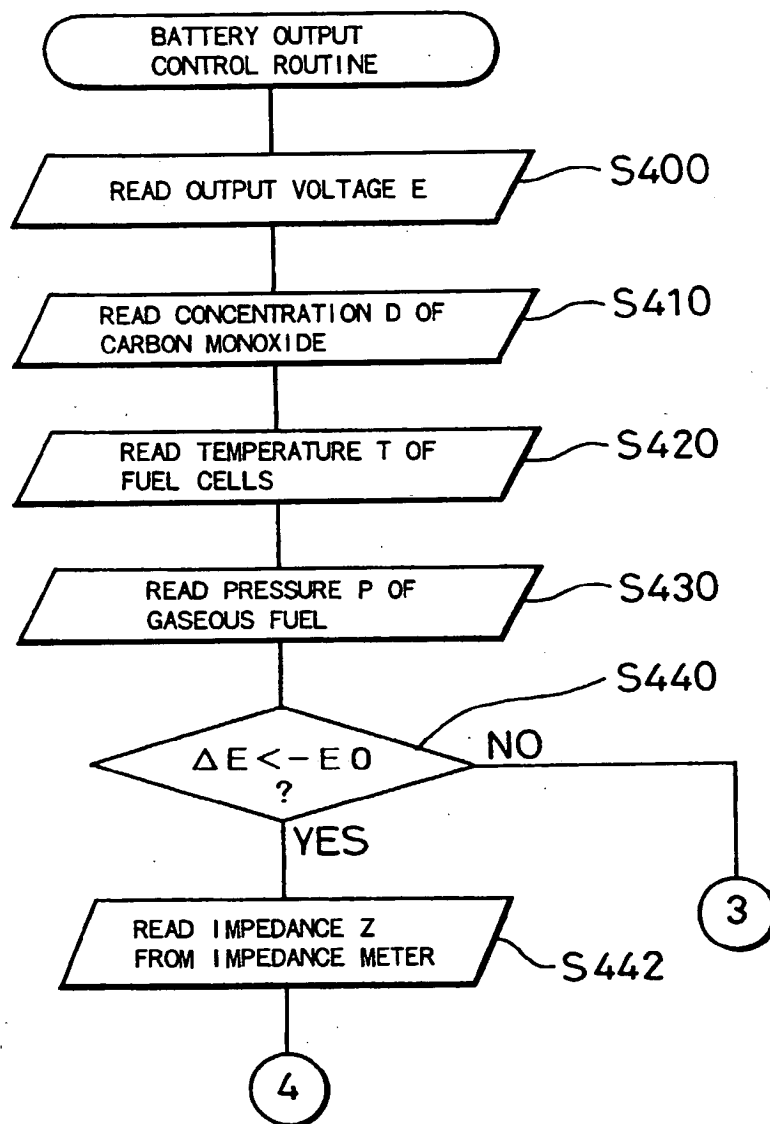 BATTERY OUTPUT
CONTROL ROUTINE
READ OUTPUT VOLTAGE E
S400
READ CONCENTRATION D OF
CARBON MONOXIDE
S410
READ TEMPERATURE T OF
FUEL CELLS
S420
READ PRESSURE P OF
GASEOUS FUEL
S430
S440
ΔE<-E0
?
NO
YES
3
READ IMPEDANCE Z
FROM IMPEDANCE METER
S442
4